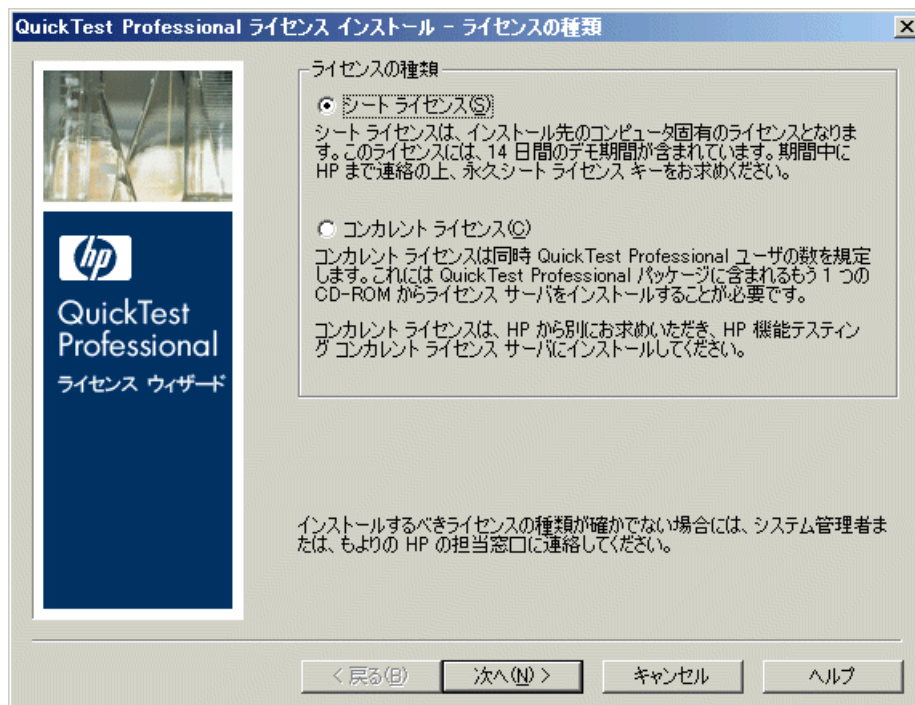 QuickTest Professional ライセンス インストール - ライセンスの種類
hp
QuickTest
Professional
ライセンス ウィザード
ライセンスの種類
シート ライセンス(S)
シート ライセンスは、インストール先のコンピュータ固有のライセンスとなりま
す。このライセンスには、14 日間のデモ期間が含まれています。期間中に
HP まで連絡の上、永久シート ライセンス キーをお求めください。
コンカレント ライセンス(C)
コンカレント ライセンスは同時 QuickTest Professional ユーザの数を規定
します。これには QuickTest Professional パッケージに含まれるもう 1 つの
CD-ROM からライセンス サーバをインストールすることが必要です。
コンカレント ライセンスは、HP から別にお求めいただき、HP 機能テスティン
グ コンカレント ライセンス サーバにインストールしてください。
インストールするべきライセンスの種類が確かでない場合には、システム管理者ま
たは、もよりの HP の担当窓口に連絡してください。
< 戻る(B) 次へ(N) > キャンセル ヘルプ